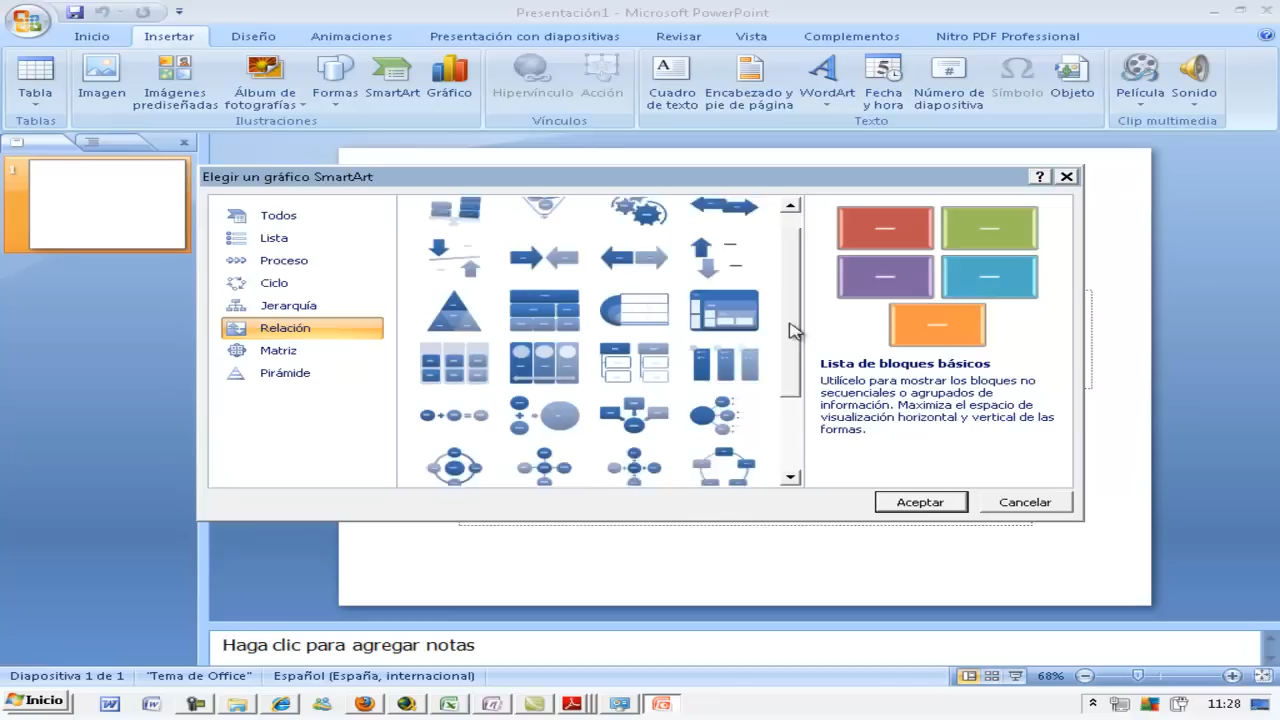 Presentación1 - Microsoft PowerPoint
Inicio Insertar Diseño Animaciones Presentación con diapositivas Revisar Vista Complementos Nitro PDF Professional
Tabla
Imagen
Imágenes
prediseñadas
Álbum de
fotografías
Formas
SmartArt
Gráfico
Hipervínculo
Acción
Cuadro
de texto
Encabezado y
pie de página
WordArt
Fecha
y hora
Número de
diapositiva
Símbolo
Objeto
Película
Sonido
Tablas Ilustraciones Vínculos Texto Clip multimedia
1
Elegir un gráfico SmartArt
Todos
Lista
Proceso
Ciclo
Jerarquía
Relación
Matriz
Pirámide
Lista de bloques básicos
Utilícelo para mostrar los bloques no
secuenciales o agrupados de
información. Maximiza el espacio de
visualización horizontal y vertical de las
formas.
Aceptar Cancelar
Haga clic para agregar notas
Diapositiva 1 de 1 "Tema de Office" Español (España, internacional) 68%
Inicio 11:28